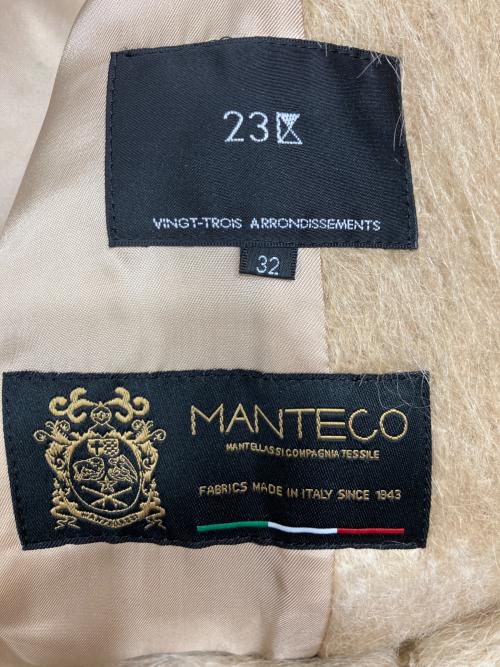 23区
VINGT-TROIS ARRONDISSEMENTS
32
MANTECO
MANTELLASSI COMPAGNIA TESSILE
FABRICS MADE IN ITALY SINCE 1943